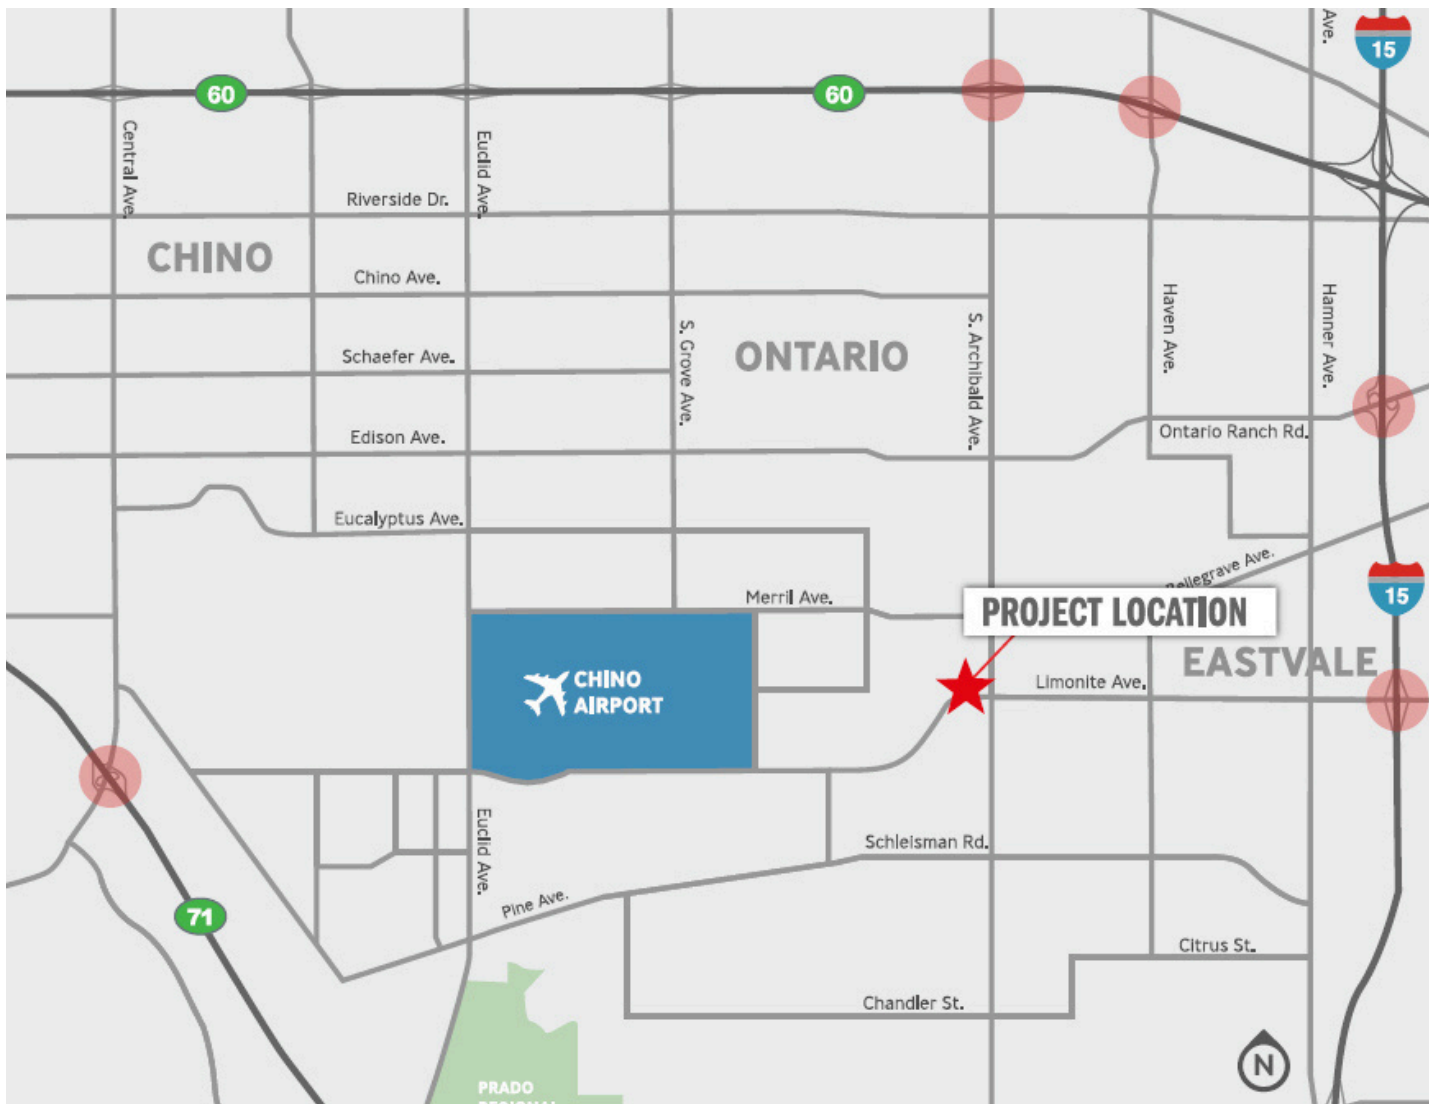 Ave.
15
60
60
Central Ave.
Euclid Ave.
Riverside Dr.
CHINO
Chino Ave.
Haven Ave.
Hamner Ave.
S. Grove Ave.
S. Archibald Ave.
Schaefer Ave.
ONTARIO
Edison Ave.
Ontario Ranch Rd.
Eucalyptus Ave.
Bellegrave Ave.
15
Merril Ave.
PROJECT LOCATION
EASTVALE
CHINO
AIRPORT
Limonite Ave.
Euclid Ave.
Schleisman Rd.
71
Pine Ave.
Citrus St.
Chandler St.
N
PRADO
REGIONAL